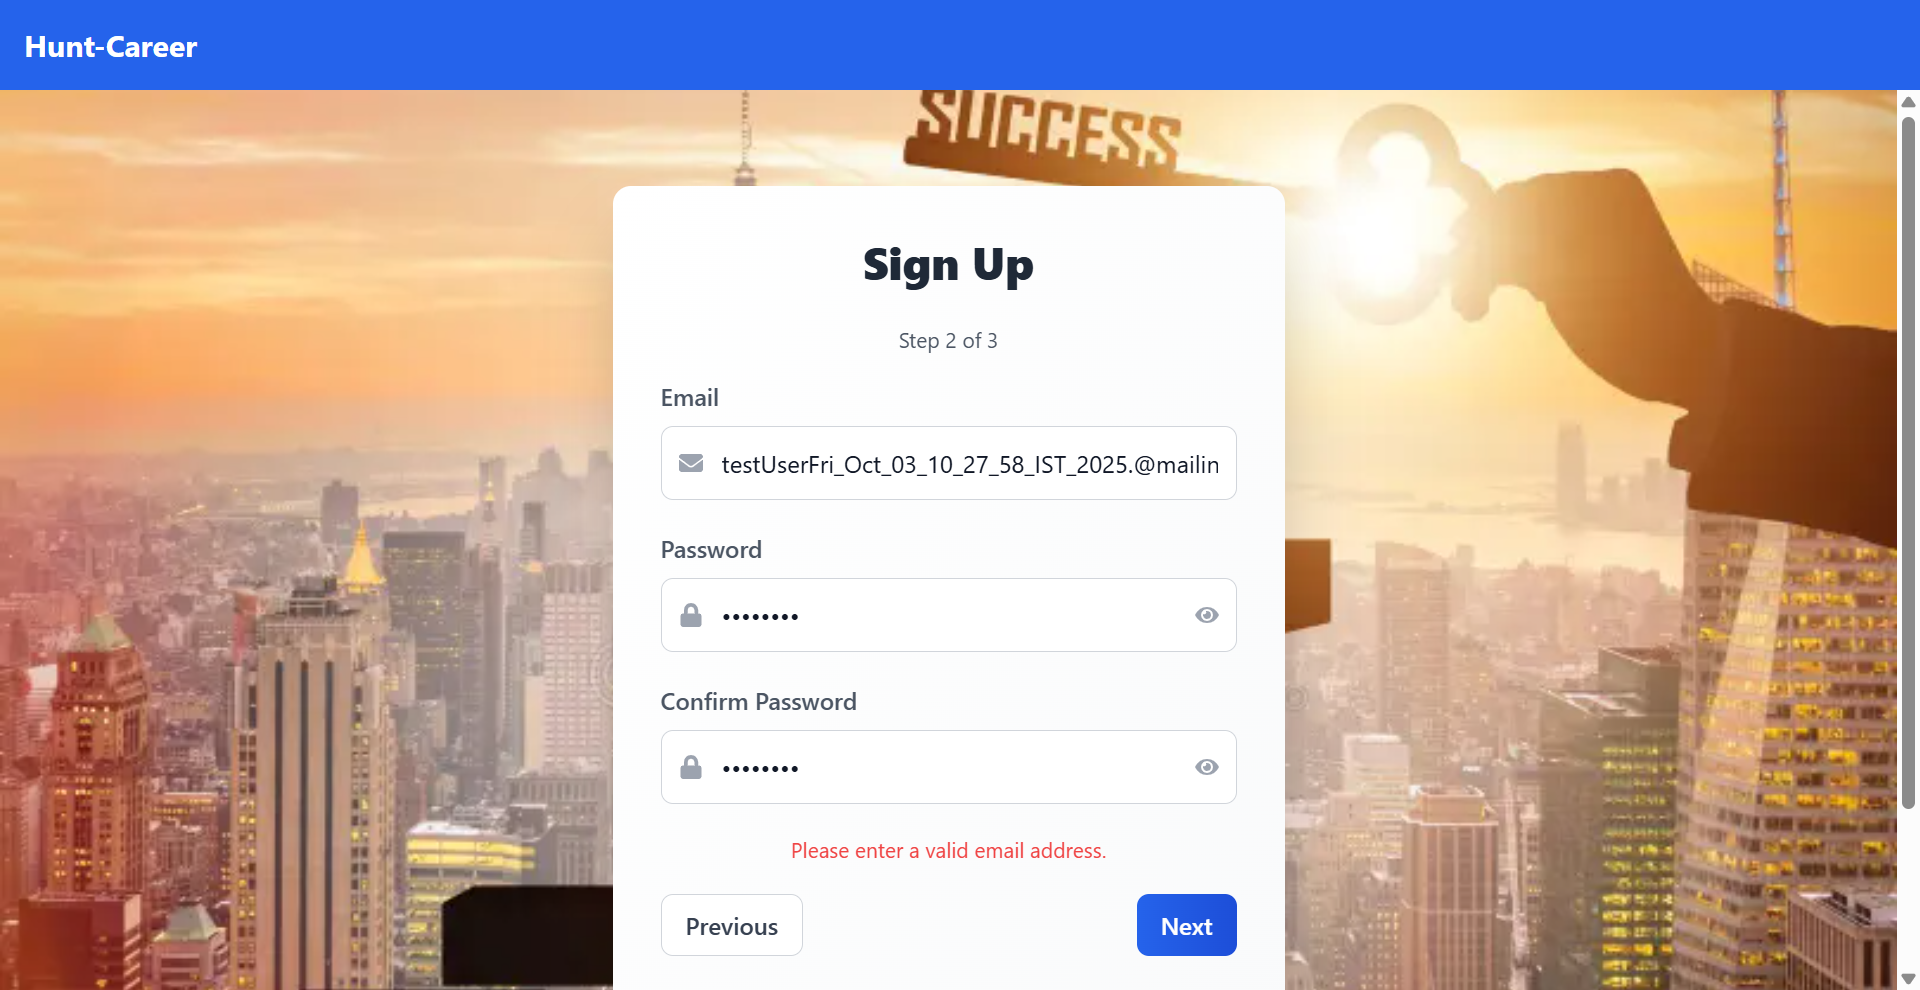 Hunt-Career
SUCCESS
Sign Up
Step 2 of 3
Email
testUserFri_Oct_03_10_27_58_IST_2025.@mailin
Password
••••••••
Confirm Password
••••••••
Please enter a valid email address.
Previous
Next